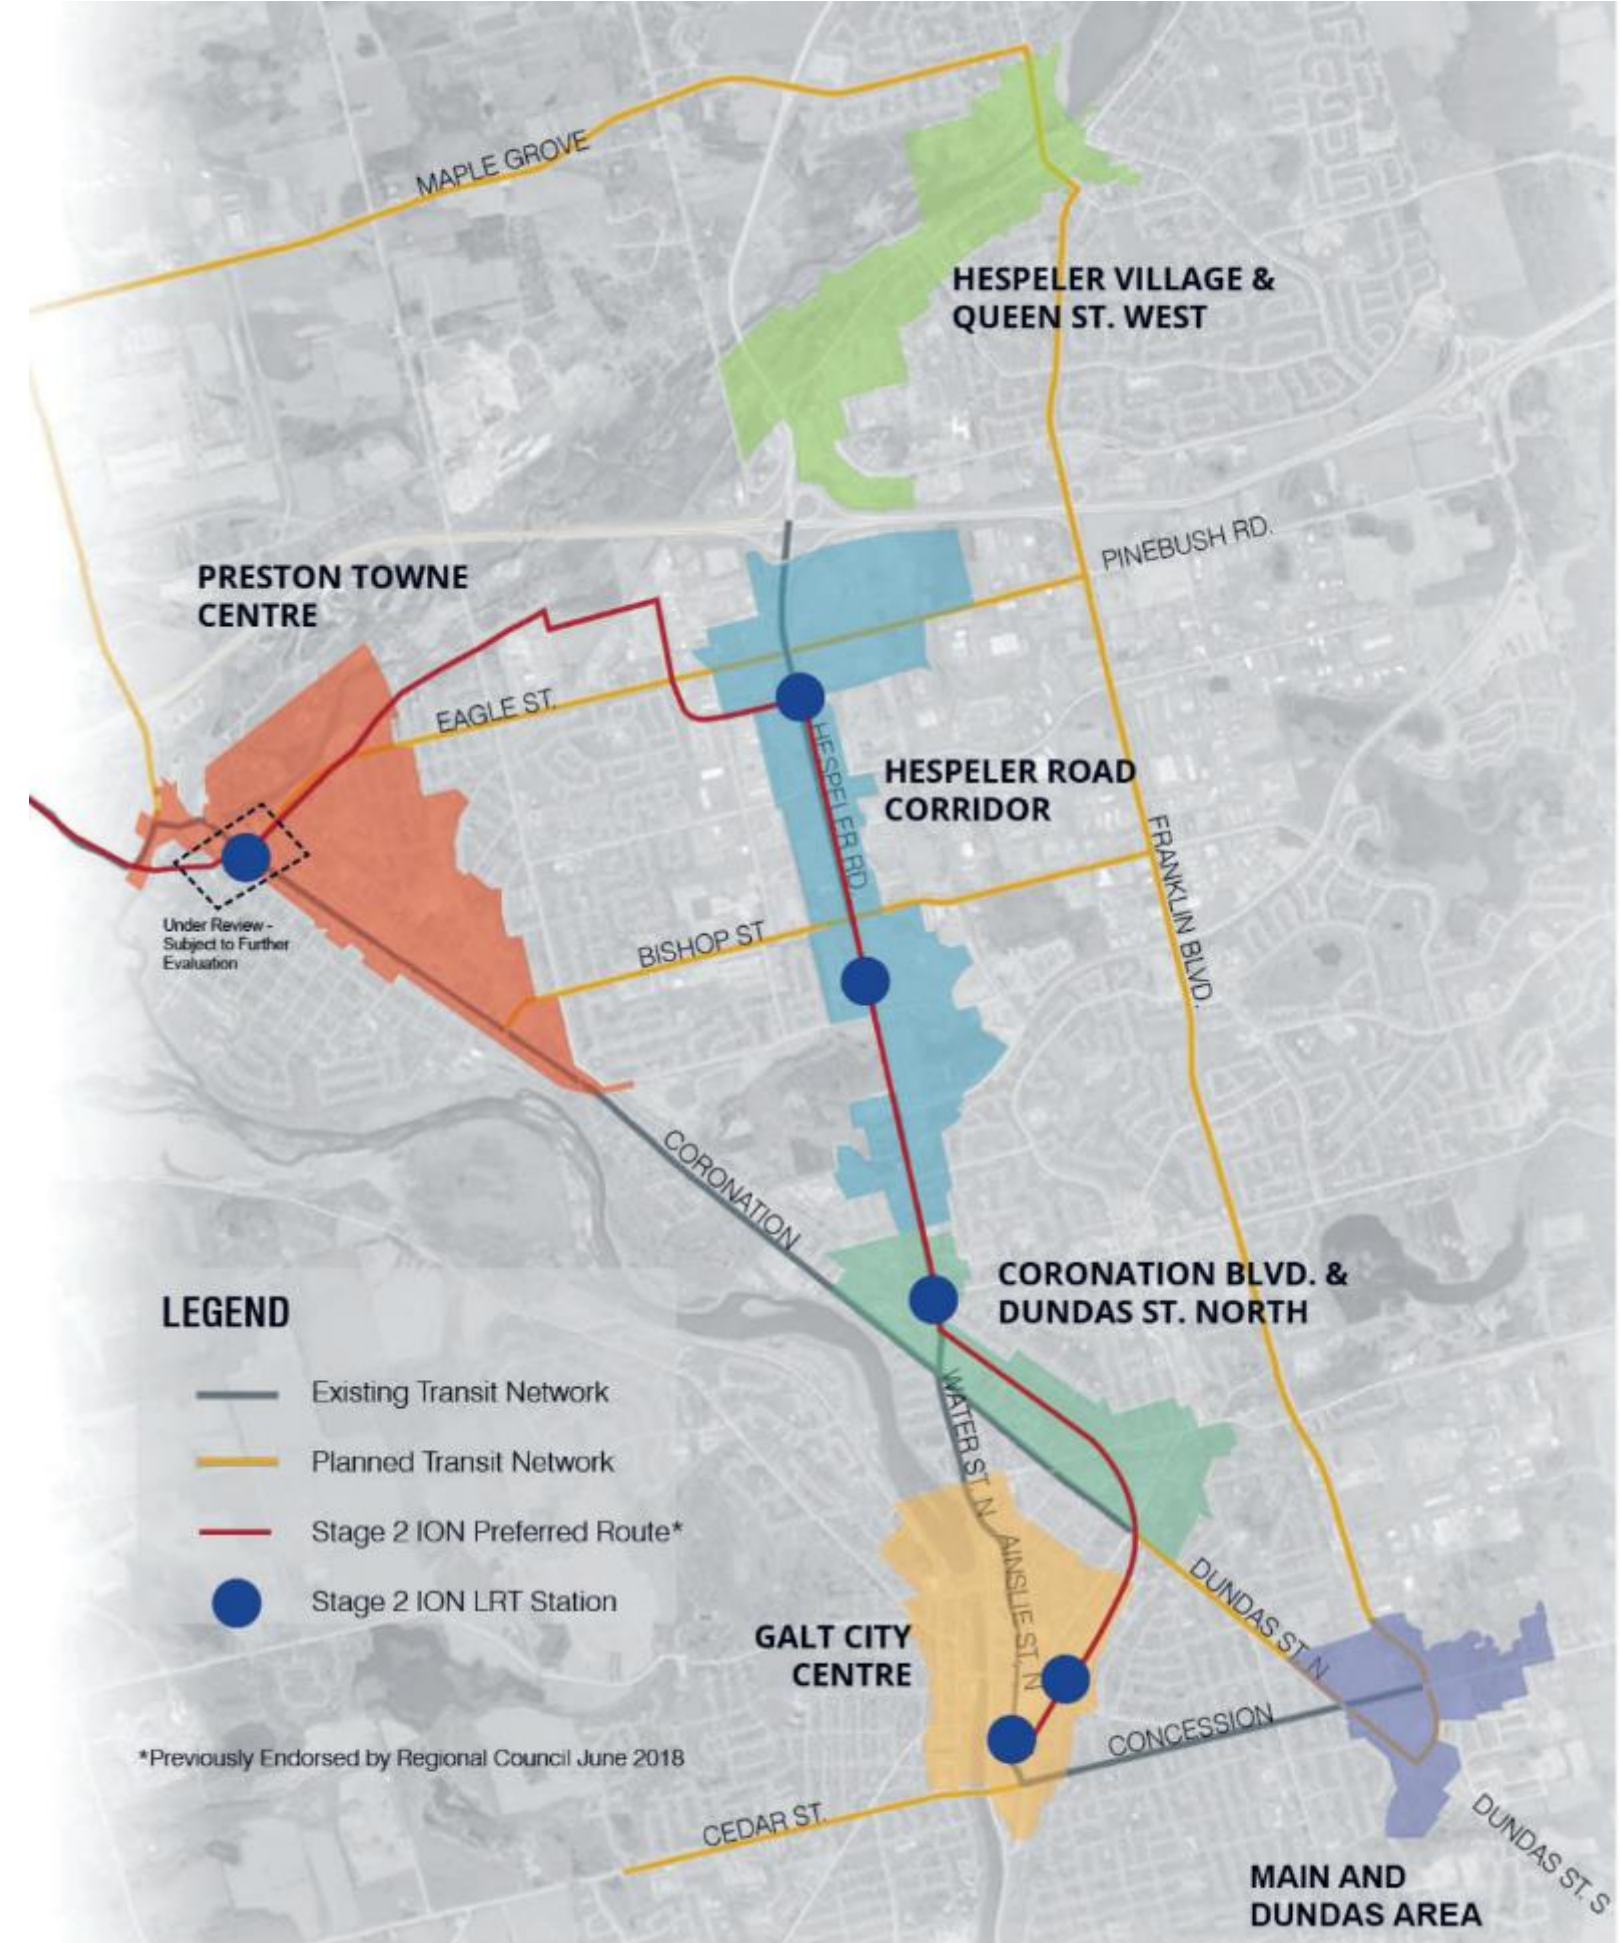 MAPLE GROVE
HESPELER VILLAGE &
QUEEN ST. WEST
PINEBUSH RD.
PRESTON TOWNE
CENTRE
EAGLE ST.
HESPELER RD
HESPELER ROAD
CORRIDOR
FRANKLIN BLVD.
Under Review -
Subject to Further
Evaluation
BISHOP ST
CORONATION
CORONATION BLVD. &
DUNDAS ST. NORTH
LEGEND
Existing Transit Network
Planned Transit Network
Stage 2 ION Preferred Route*
Stage 2 ION LRT Station
WATER ST. N
AINSLIE ST. N
DUNDAS ST. N
GALT CITY
CENTRE
CONCESSION
*Previously Endorsed by Regional Council June 2018
CEDAR ST.
DUNDAS ST. S
MAIN AND
DUNDAS AREA